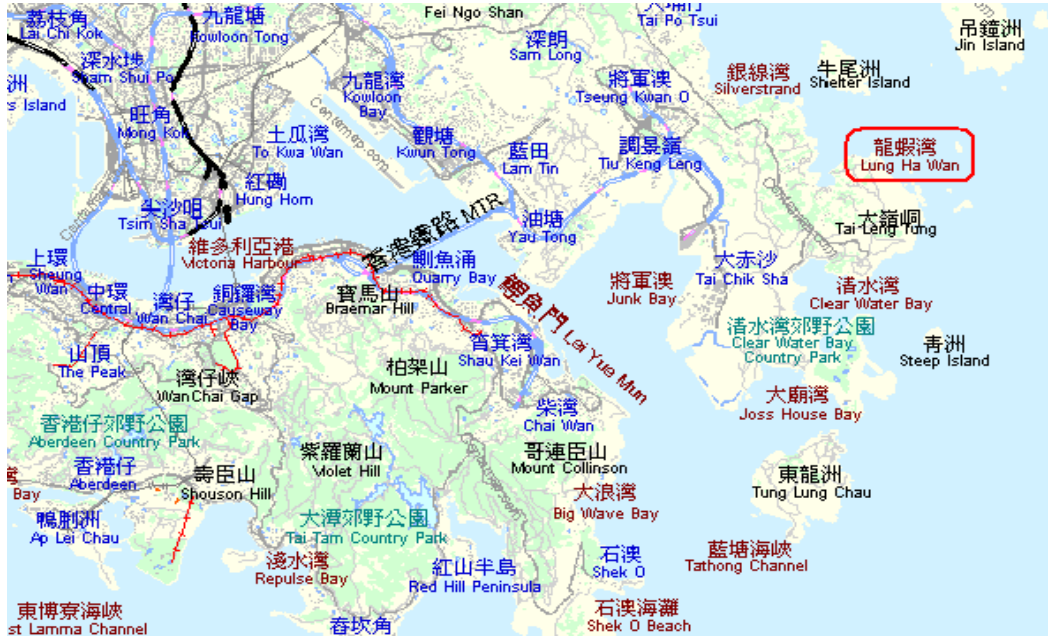 荔枝角
Lai Chi Kok
九龍塘
Kowloon Tong
Fei Ngo Shan
Tai Po Tsui
吊鐘洲
Jin Island
深水埗
Sham Shui Po
九龍灣
Kowloon
Bay
深朗
Sam Long
將軍澳
Tseung Kwan O
銀線灣
Silverstrand
牛尾洲
Shelter Island
洲
s Island
旺角
Mong Kok
土瓜灣
To Kwa Wan
Centamap.com
觀塘
Kwun Tong
藍田
Lam Tin
調景嶺
Tiu Keng Leng
龍蝦灣
Lung Ha Wan
紅磡
Hung Hom
尖沙咀
Tsim Sha Tsui
香港鐵路 MTR
油塘
Yau Tong
大嶺峒
Tai Leng Tung
上環
Sheung
Wan
維多利亞港
Victoria Harbour
鰂魚涌
Quarry Bay
將軍澳
Junk Bay
大赤沙
Tai Chik Sha
清水灣
Clear Water Bay
中環
Central
灣仔
Wan Chai
銅鑼灣
Causeway
Bay
寶馬山
Braemar Hill
鯉魚門 Lei Yue Mun
清水灣郊野公園
Clear Water Bay
Country Park
青洲
Steep Island
山頂
The Peak
灣仔峽
WanChai Gap
柏架山
Mount Parker
筲箕灣
Shau Kei Wan
大廟灣
Joss House Bay
香港仔郊野公園
Aberdeen Country Park
紫羅蘭山
Violet Hill
柴灣
Chai Wan
哥連臣山
Mount Collinson
東龍洲
Tung Lung Chau
灣
Bay
香港仔
Aberdeen
壽臣山
Shouson Hill
大浪灣
Big Wave Bay
鴨脷洲
Ap Lei Chau
大潭郊野公園
Tai Tam Country Park
淺水灣
Repulse Bay
紅山半島
Red Hill Peninsula
石澳
Shek O
藍塘海峽
Tathong Channel
東博寮海峽
st Lamma Channel
舂坎角
石澳海灘
Shek O Beach